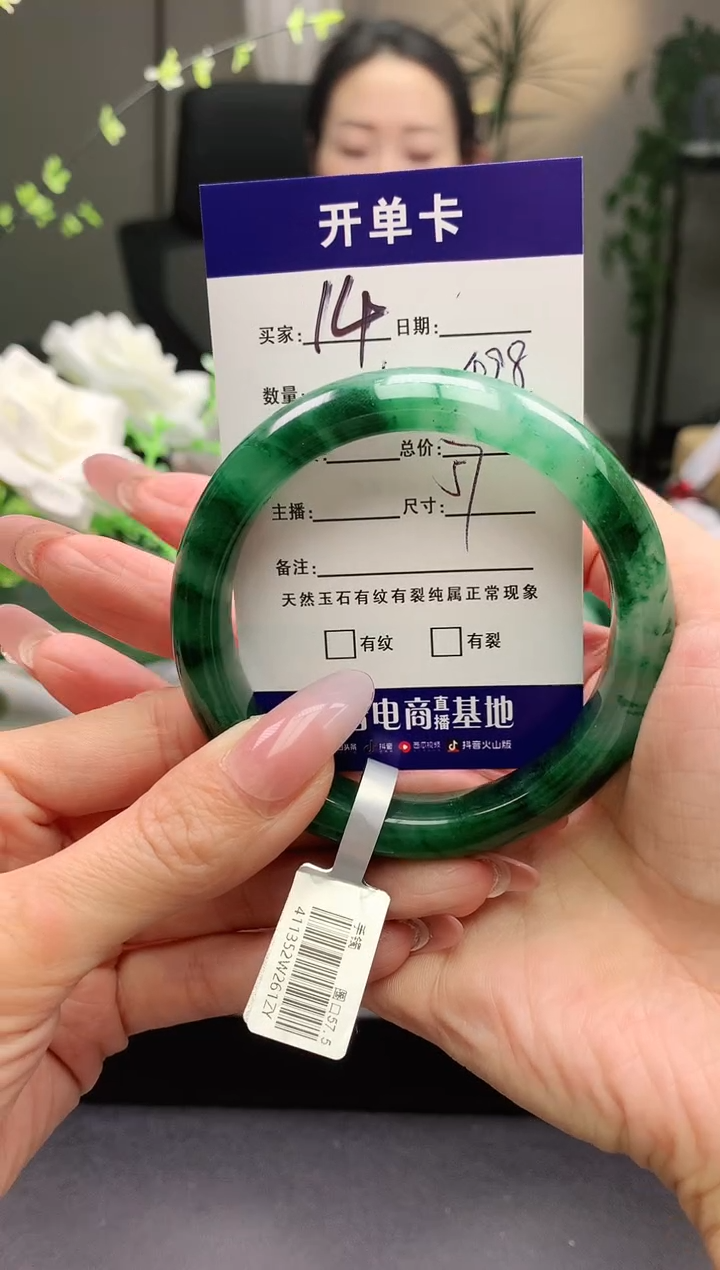 开单卡
买家: 14 日期:
数量:
总价:
主播: 尺寸: 57
备注:
天然玉石有纹有裂纯属正常现象
有纹 有裂
电商直播基地
抖音火山版
手镯 圈口57.5
411352W261ZY